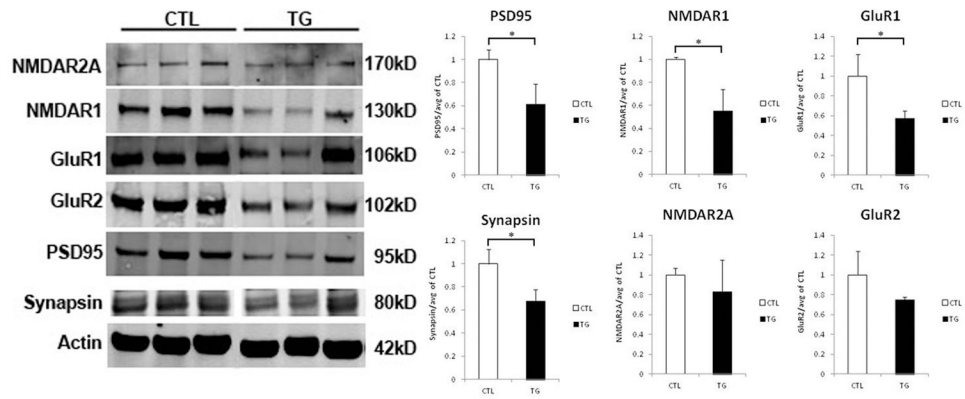 CTL TG
NMDAR2A 170kD
NMDAR1 130kD
GluR1 106kD
GluR2 102kD
PSD95 95kD
Synapsin 80kD
Actin 42kD
PSD95
*
PSD95/avg of CTL
1.2
1
0.8
0.6
0.4
0.2
0
CTL TG
CTL
TG
NMDAR1
*
NMDAR1/avg of CTL
1.2
1
0.8
0.6
0.4
0.2
0
CTL TG
CTL
TG
GluR1
*
GluR1/avg of CTL
1.4
1.2
1
0.8
0.6
0.4
0.2
0
CTL TG
CTL
TG
Synapsin
*
Synapsin/avg of CTL
1.2
1
0.8
0.6
0.4
0.2
0
CTL TG
CTL
TG
NMDAR2A
NMDAR2A/avg of CTL
1.4
1.2
1
0.8
0.6
0.4
0.2
0
CTL TG
CTL
TG
GluR2
GluR2/avg of CTL
1.4
1.2
1
0.8
0.6
0.4
0.2
0
CTL TG
CTL
TG